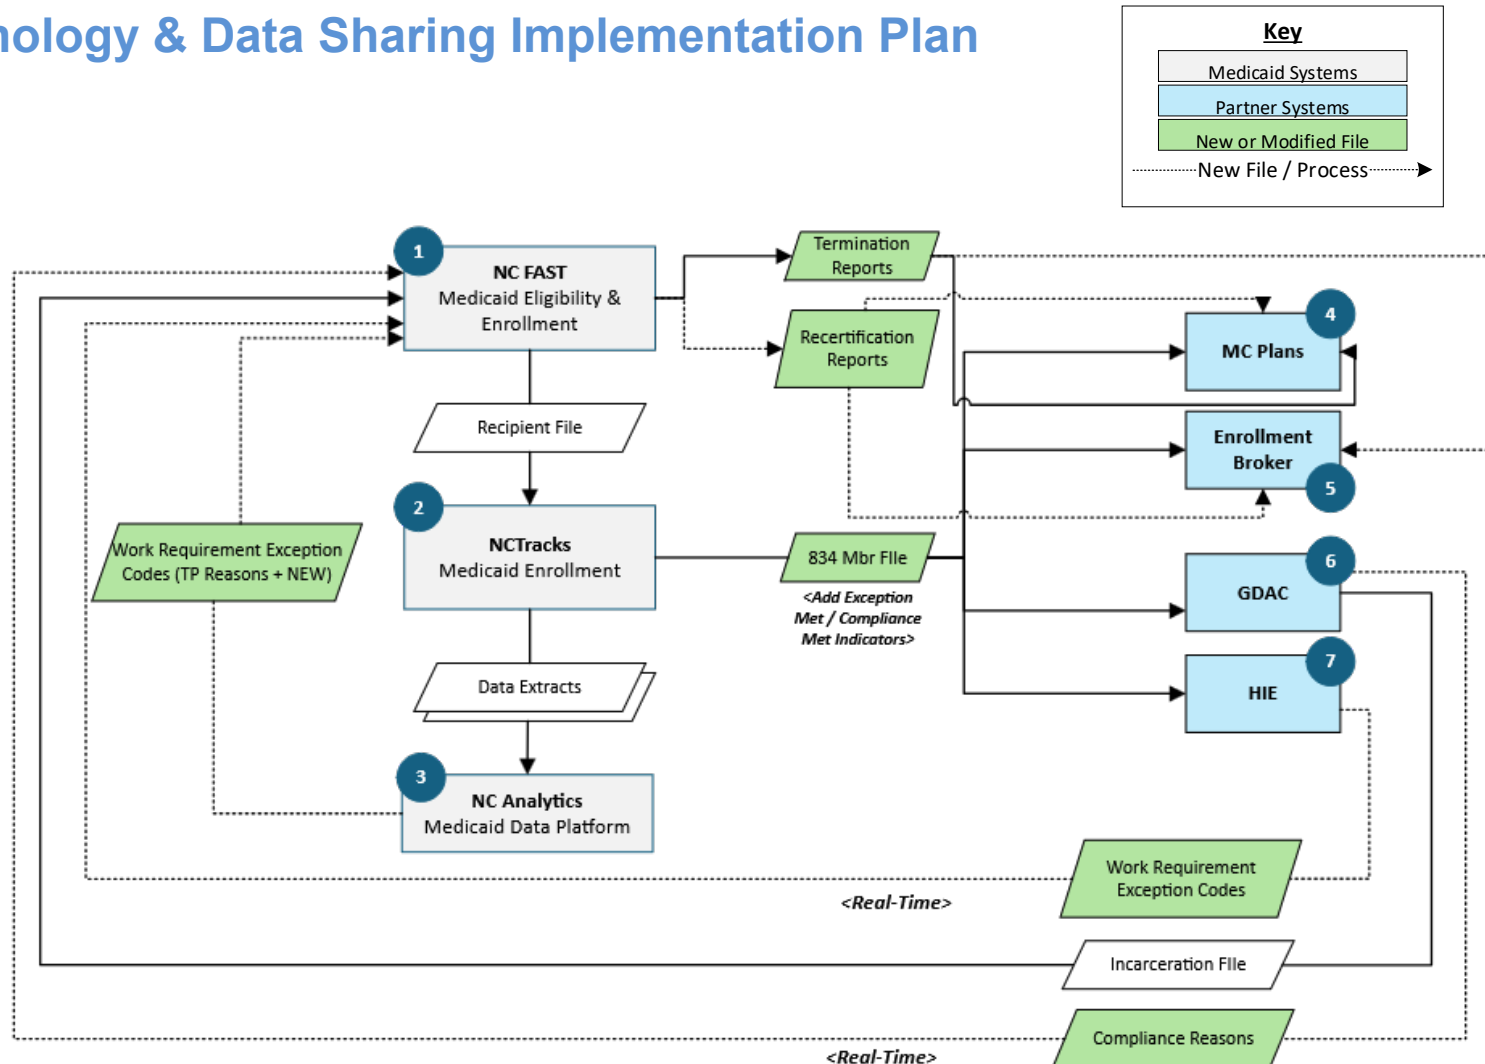 nology & Data Sharing Implementation Plan
Key
Medicaid Systems
Partner Systems
New or Modified File
New File / Process
1
NC FAST
Medicaid Eligibility &
Enrollment
Termination
Reports
Recertification
Reports
4
MC Plans
Recipient File
Enrollment
Broker
5
2
NCTracks
Medicaid Enrollment
Work Requirement Exception
Codes (TP Reasons + NEW)
834 Mbr FIle
<Add Exception
Met / Compliance
Met Indicators>
6
GDAC
7
HIE
Data Extracts
3
NC Analytics
Medicaid Data Platform
Work Requirement
Exception Codes
<Real-Time>
Incarceration FIle
Compliance Reasons
<Real-Time>